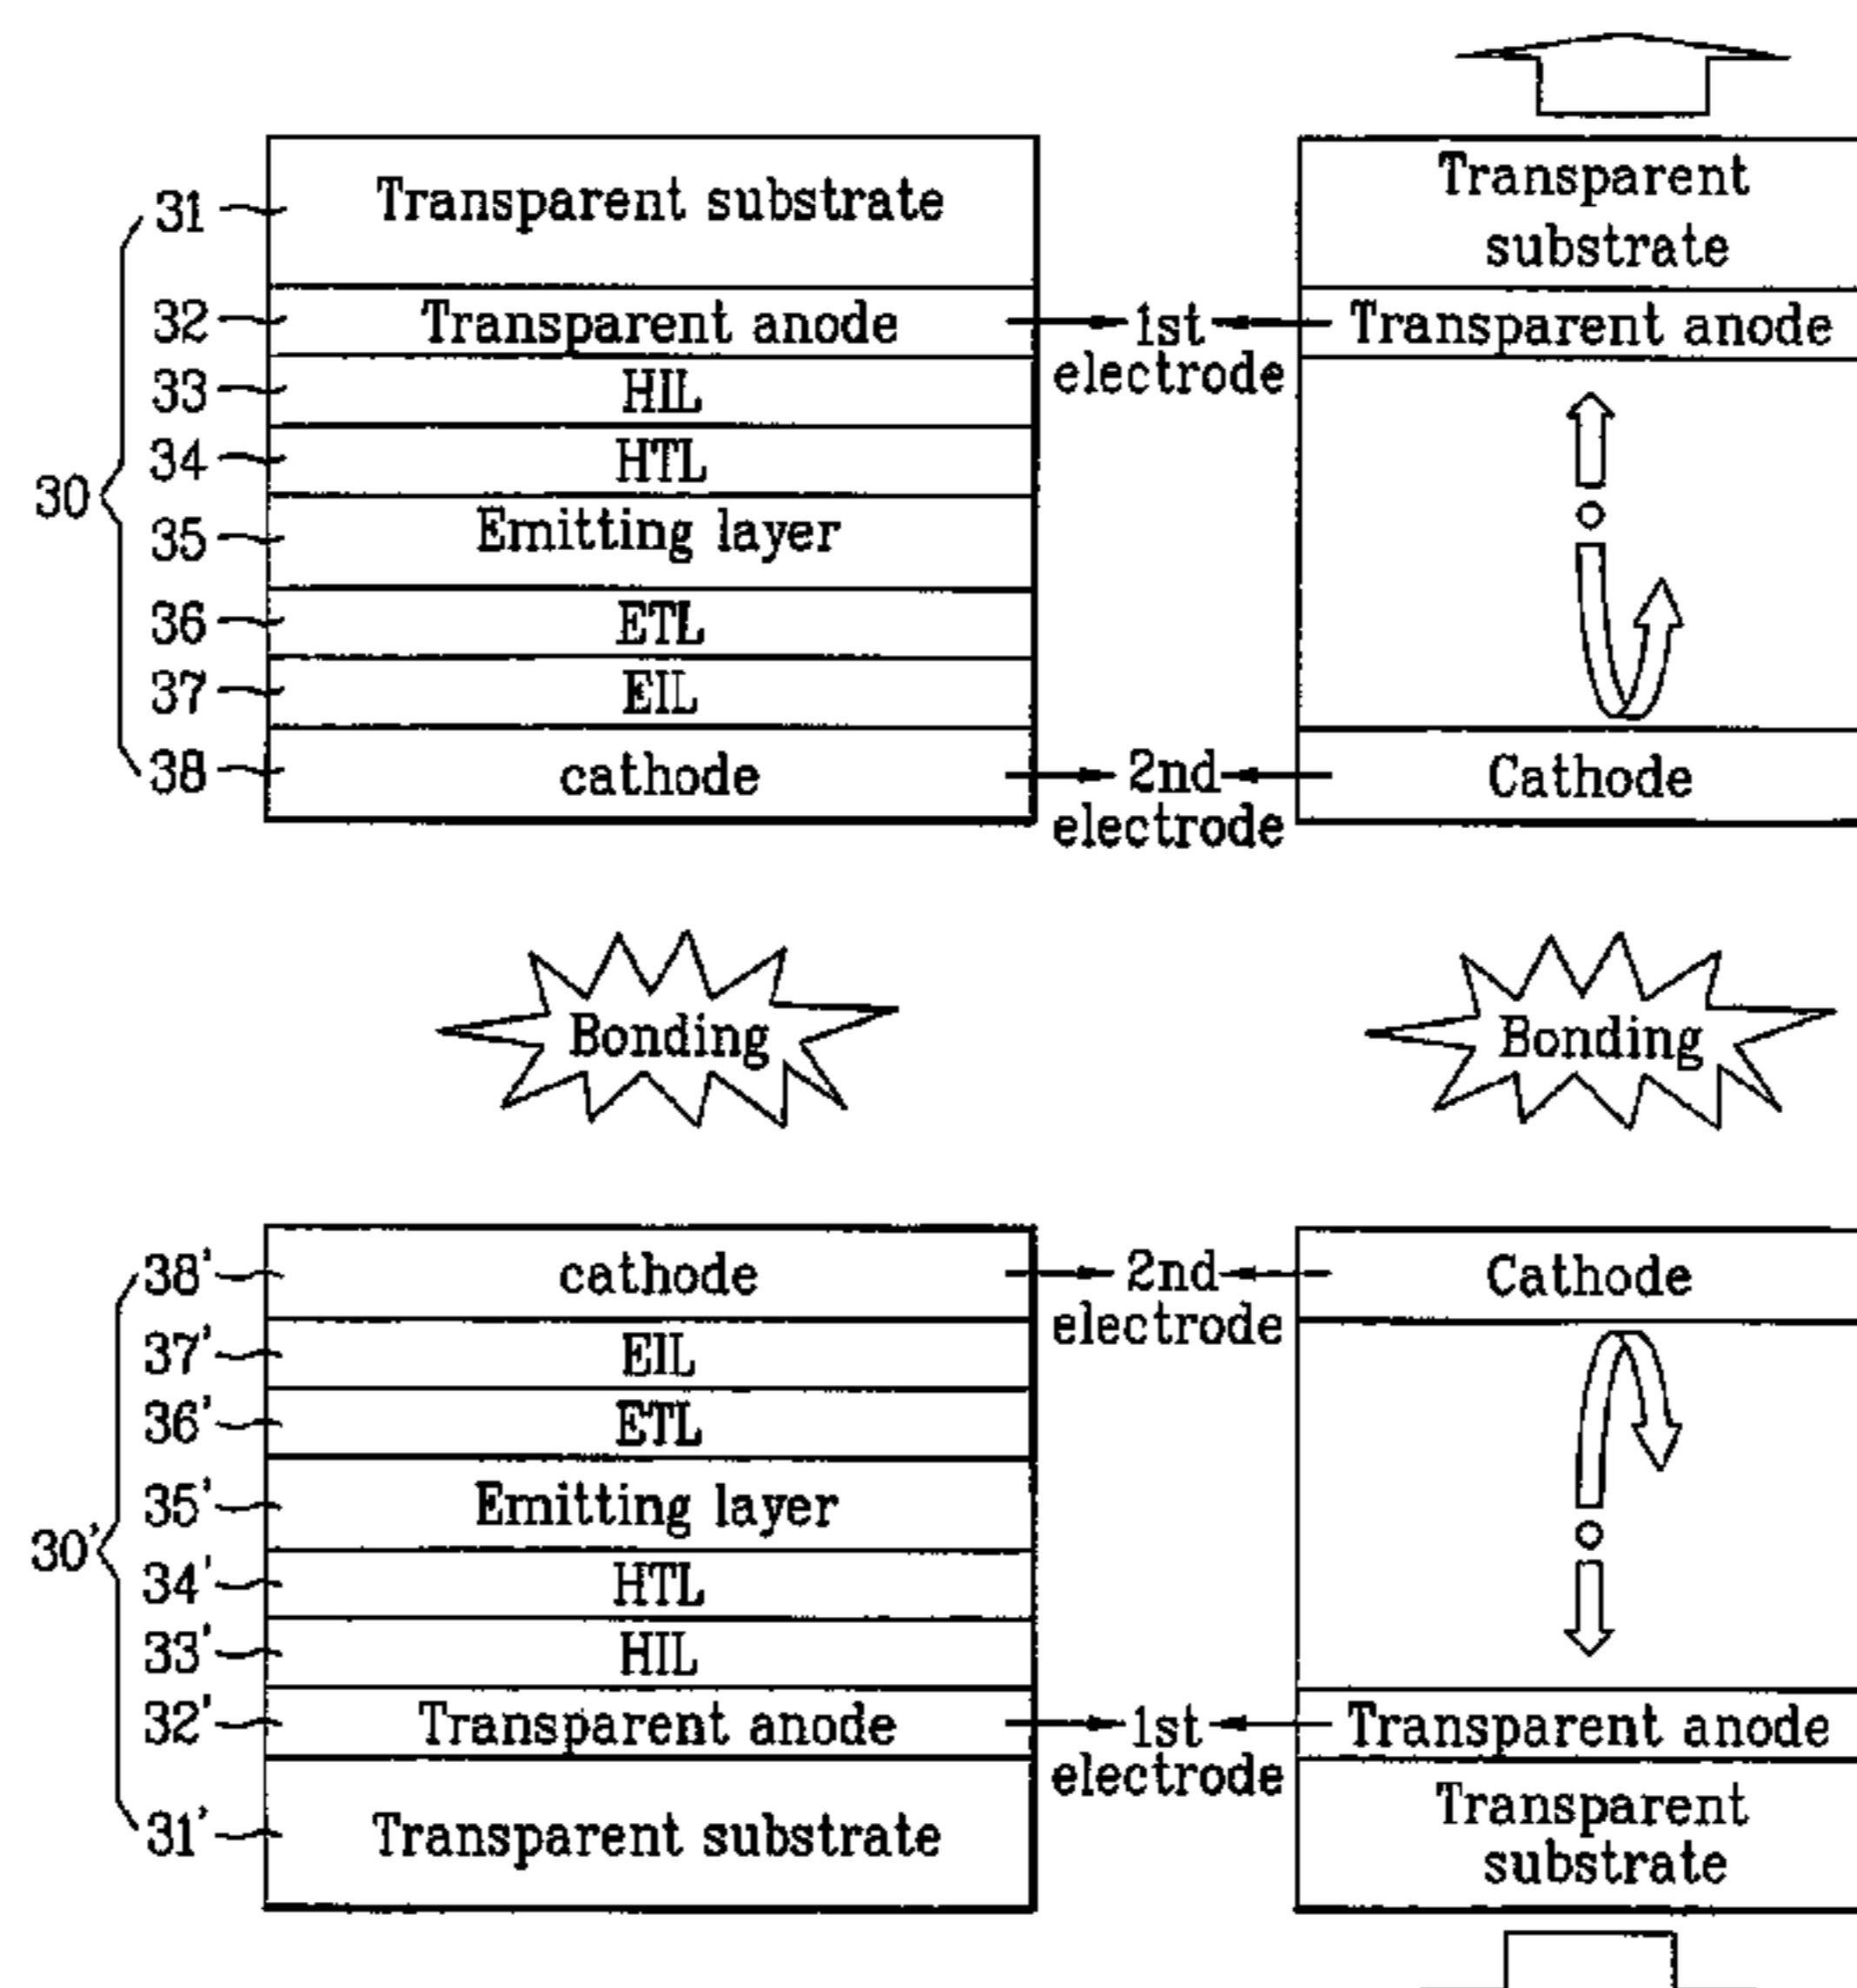 31
Transparent substrate
32
Transparent anode
33
HIL
34
HTL
30
35
Emitting layer
36
ETL
37
EIL
38
cathode
1st
electrode
2nd
electrode
Transparent
substrate
Transparent anode
Cathode
Bonding
Bonding
38'
cathode
37'
EIL
36'
ETL
35'
Emitting layer
30'
34'
HTL
33'
HIL
32'
Transparent anode
31'
Transparent substrate
2nd
electrode
1st
electrode
Cathode
Transparent anode
Transparent
substrate